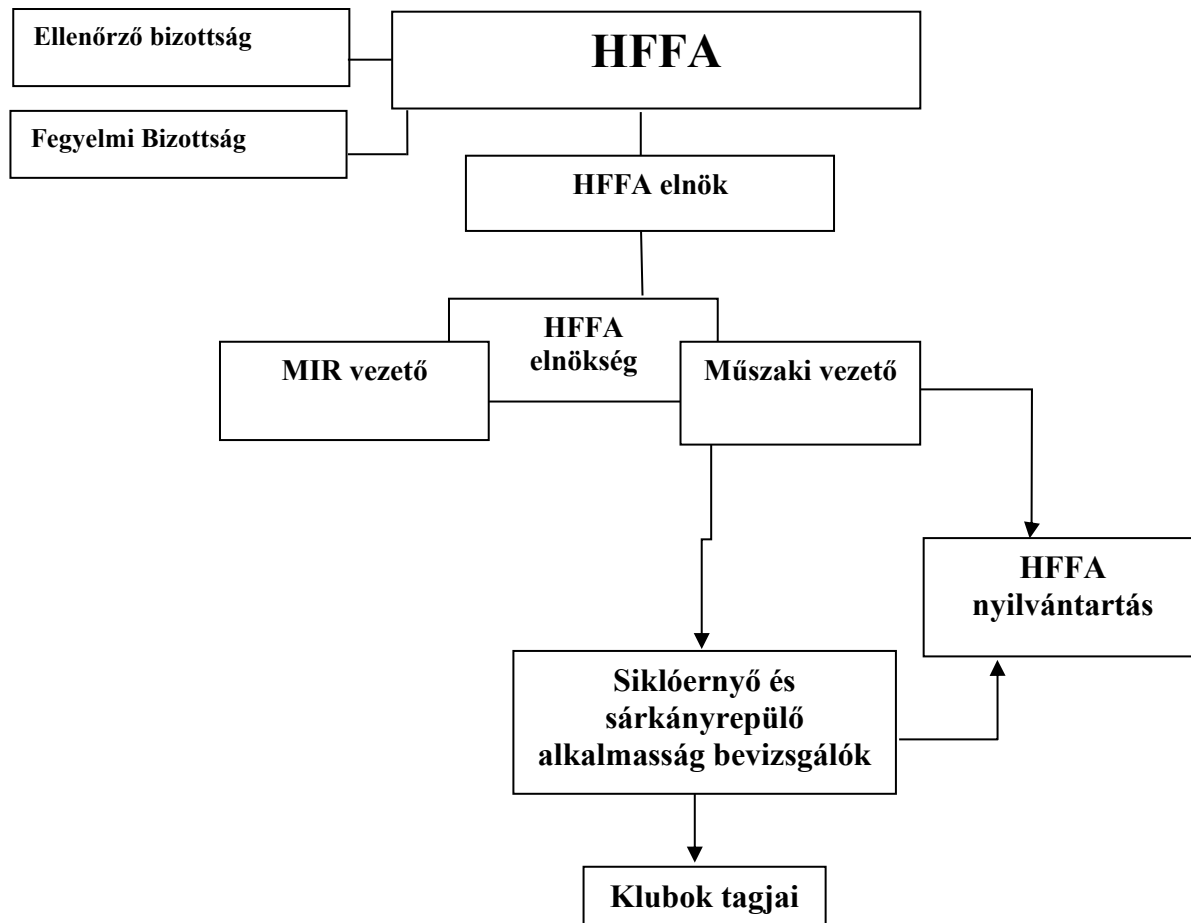 Ellenőrző bizottság
HFFA
Fegyelmi Bizottság
HFFA elnök
HFFA
elnökség
MIR vezető
Műszaki vezető
HFFA
nyilvántartás
Siklóernyő és
sárkányrepülő
alkalmasság bevizsgálók
Klubok tagjai